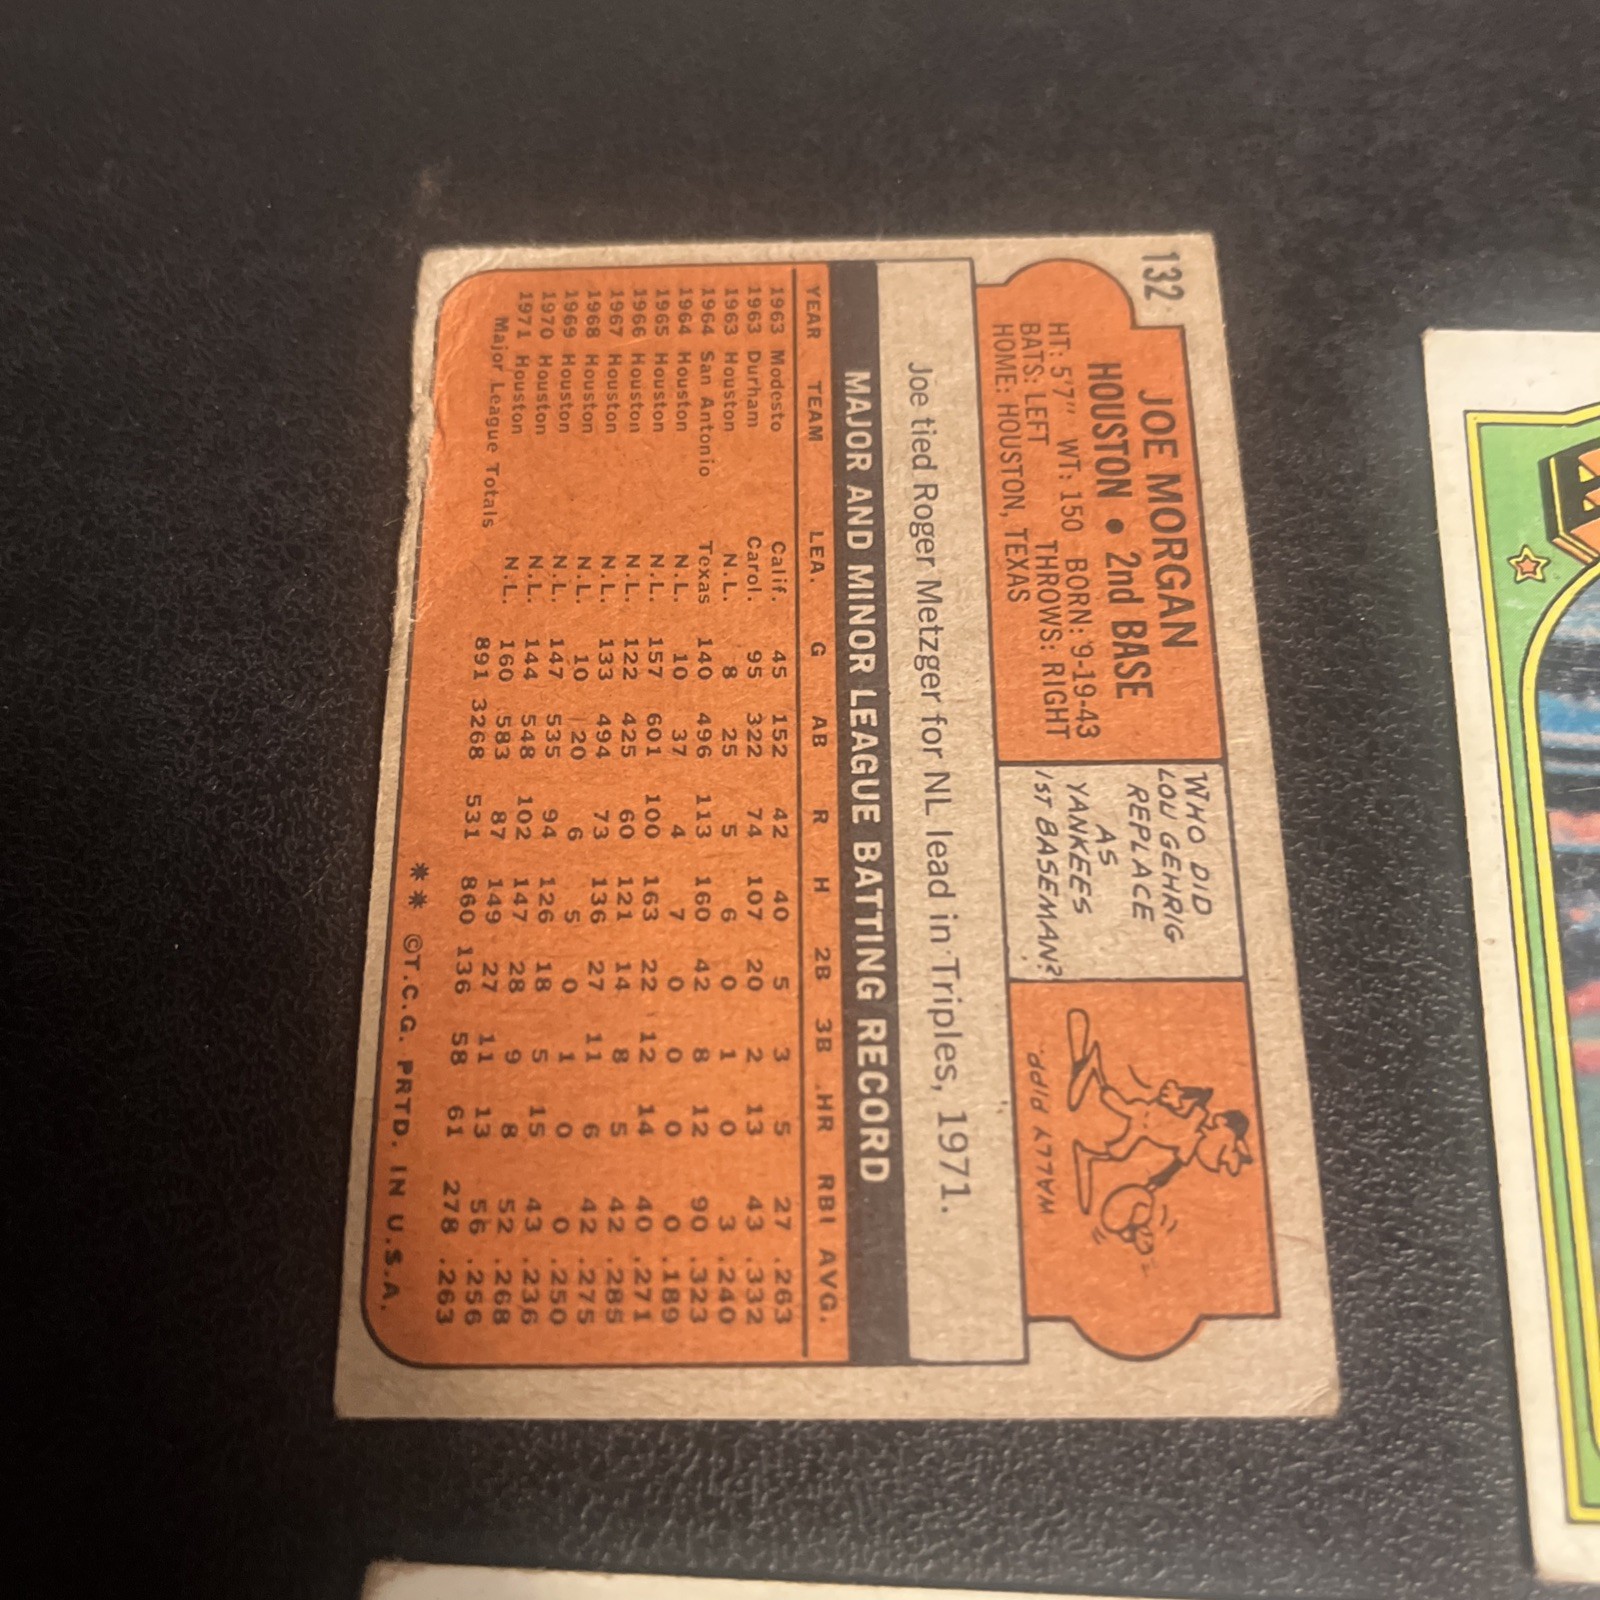 132
JOE MORGAN
HOUSTON • 2nd BASE
HT: 5'7" WT: 150 BORN: 9-19-43
BATS: LEFT THROWS: RIGHT
HOME: HOUSTON, TEXAS
WHO DID
LOU GEHRIG
REPLACE
AS
YANKEES
1ST BASEMAN?
WALLY PIPP.
Joe tied Roger Metzger for NL lead in Triples, 1971.
MAJOR AND MINOR LEAGUE BATTING RECORD
YEAR TEAM LEA. G AB R H 2B 3B HR RBI AVG.
1963 Modesto Calif. 45 152 42 40 5 3 5 27 .263
1963 Durham Carol. 95 322 74 107 20 2 13 43 .332
1963 Houston N.L. 8 25 5 6 0 1 0 3 .240
1964 San Antonio Texas 140 496 113 160 42 8 12 90 .323
1964 Houston N.L. 10 37 4 7 0 0 0 0 .189
1965 Houston N.L. 157 601 100 163 22 12 14 40 .271
1966 Houston N.L. 122 425 60 121 14 8 5 42 .285
1967 Houston N.L. 133 494 73 136 27 11 6 42 .275
1968 Houston N.L. 10 20 6 5 0 1 0 0 .250
1969 Houston N.L. 147 535 94 126 18 5 15 43 .236
1970 Houston N.L. 144 548 102 147 28 9 8 52 .268
1971 Houston N.L. 160 583 87 149 27 11 13 56 .256
Major League Totals 891 3268 531 860 136 58 61 278 .263
** ©T.C.G. PRTD. IN U.S.A.